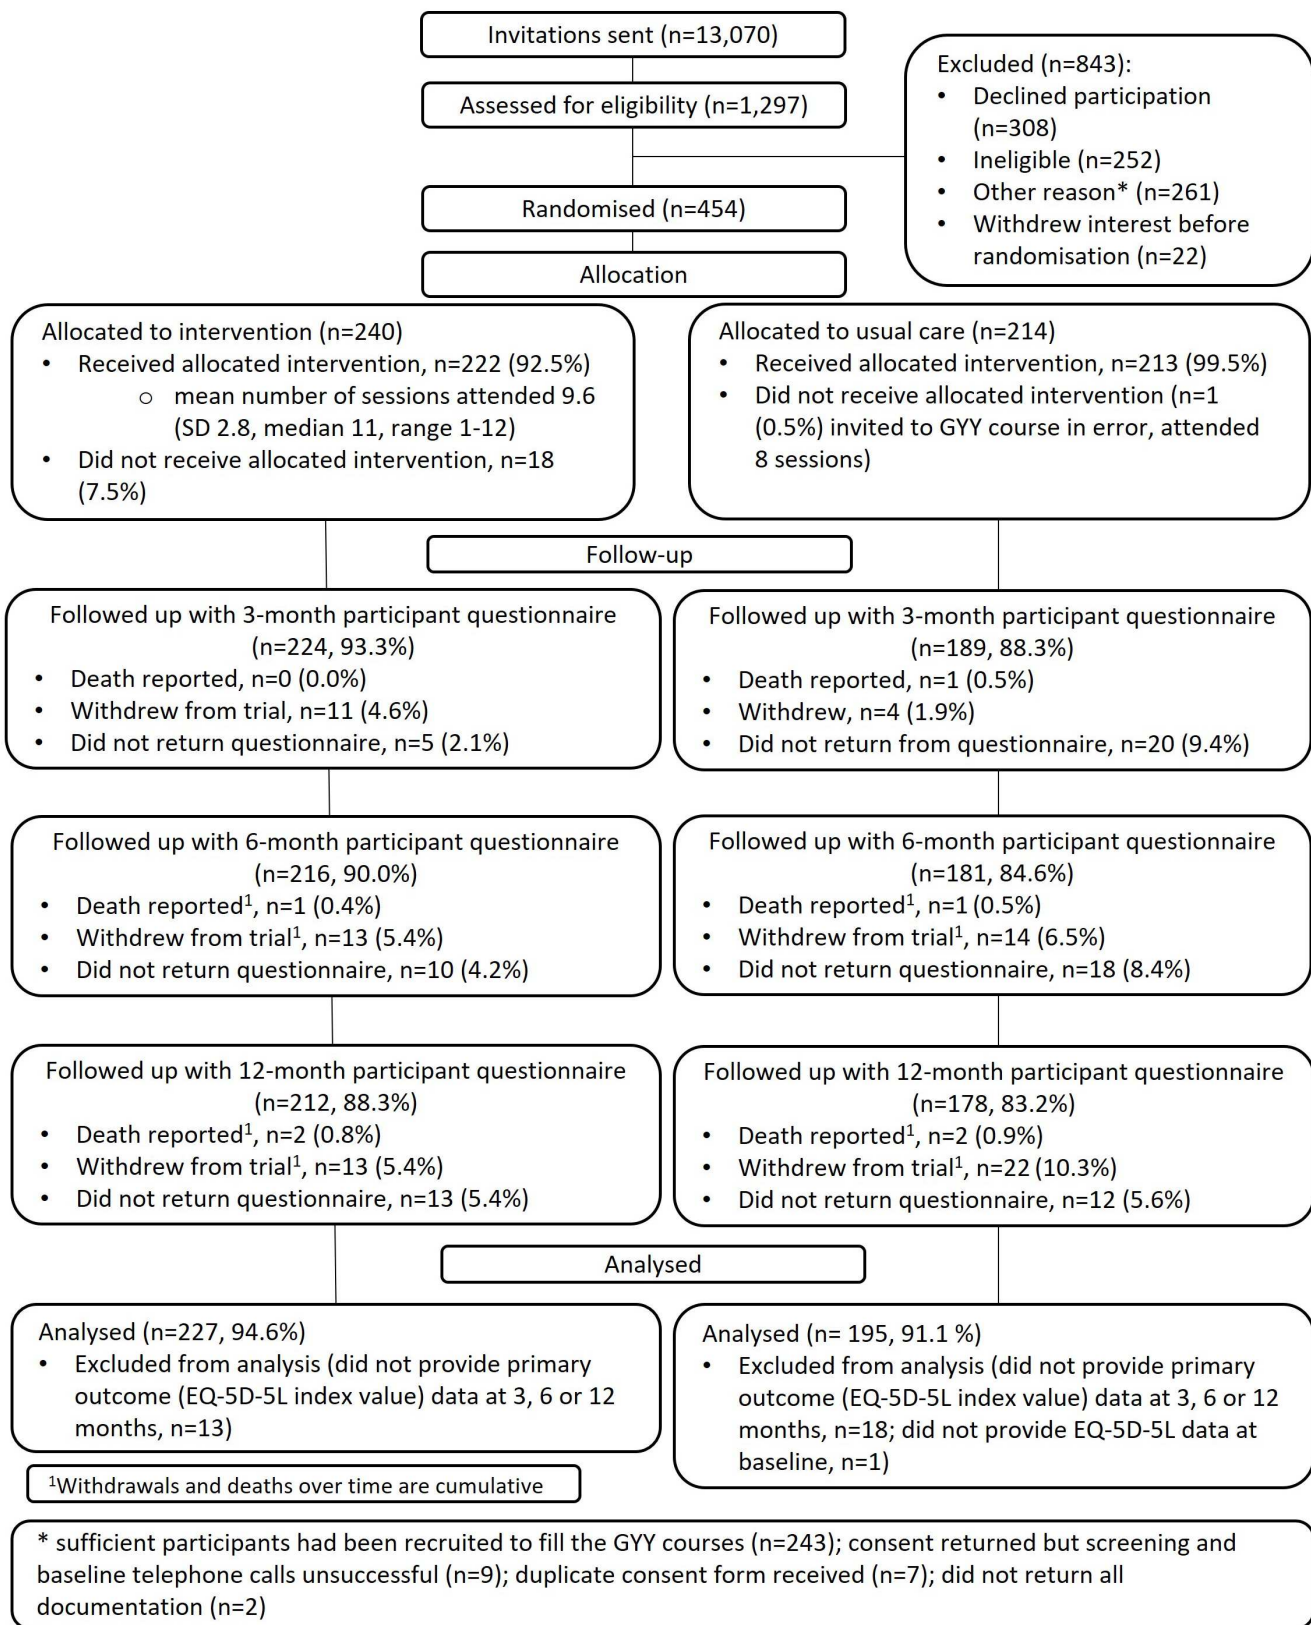 Invitations sent (n=13,070)
Assessed for eligibility (n=1,297)
Excluded (n=843):
• Declined participation
(n=308)
• Ineligible (n=252)
• Other reason* (n=261)
• Withdrew interest before
randomisation (n=22)
Randomised (n=454)
Allocation
Allocated to intervention (n=240)
• Received allocated intervention, n=222 (92.5%)
o mean number of sessions attended 9.6
(SD 2.8, median 11, range 1-12)
• Did not receive allocated intervention, n=18
(7.5%)
Allocated to usual care (n=214)
• Received allocated intervention, n=213 (99.5%)
• Did not receive allocated intervention (n=1
(0.5%) invited to GYY course in error, attended
8 sessions)
Follow-up
Followed up with 3-month participant questionnaire
(n=224, 93.3%)
• Death reported, n=0 (0.0%)
• Withdrew from trial, n=11 (4.6%)
• Did not return questionnaire, n=5 (2.1%)
Followed up with 3-month participant questionnaire
(n=189, 88.3%)
• Death reported, n=1 (0.5%)
• Withdrew, n=4 (1.9%)
• Did not return from questionnaire, n=20 (9.4%)
Followed up with 6-month participant questionnaire
(n=216, 90.0%)
• Death reported¹, n=1 (0.4%)
• Withdrew from trial¹, n=13 (5.4%)
• Did not return questionnaire, n=10 (4.2%)
Followed up with 6-month participant questionnaire
(n=181, 84.6%)
• Death reported¹, n=1 (0.5%)
• Withdrew from trial¹, n=14 (6.5%)
• Did not return questionnaire, n=18 (8.4%)
Followed up with 12-month participant questionnaire
(n=212, 88.3%)
• Death reported¹, n=2 (0.8%)
• Withdrew from trial¹, n=13 (5.4%)
• Did not return questionnaire, n=13 (5.4%)
Followed up with 12-month participant questionnaire
(n=178, 83.2%)
• Death reported¹, n=2 (0.9%)
• Withdrew from trial¹, n=22 (10.3%)
• Did not return questionnaire, n=12 (5.6%)
Analysed
Analysed (n=227, 94.6%)
• Excluded from analysis (did not provide primary
outcome (EQ-5D-5L index value) data at 3, 6 or 12
months, n=13)
Analysed (n= 195, 91.1 %)
• Excluded from analysis (did not provide primary
outcome (EQ-5D-5L index value) data at 3, 6 or 12
months, n=18; did not provide EQ-5D-5L data at
baseline, n=1)
¹Withdrawals and deaths over time are cumulative
* sufficient participants had been recruited to fill the GYY courses (n=243); consent returned but screening and
baseline telephone calls unsuccessful (n=9); duplicate consent form received (n=7); did not return all
documentation (n=2)